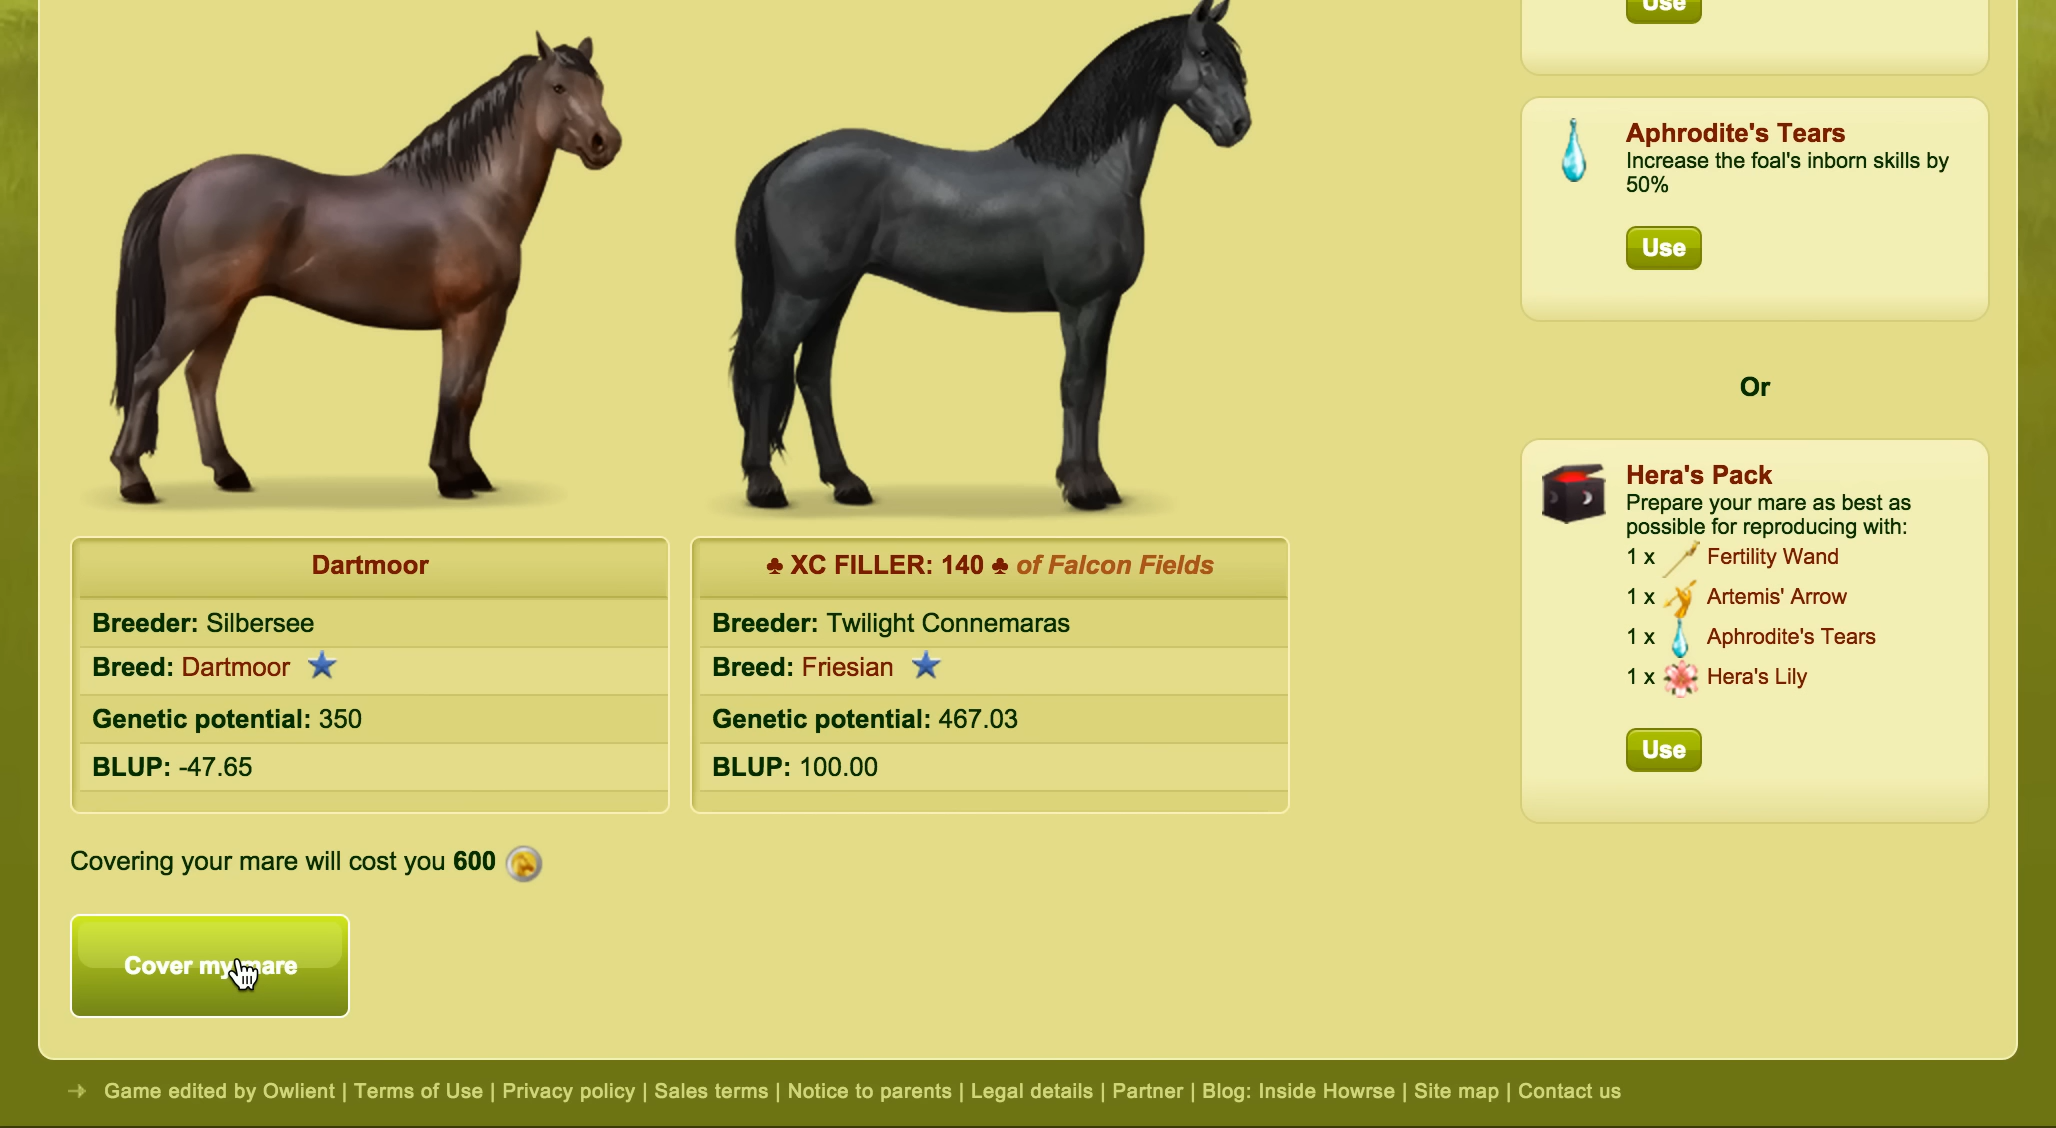 Use
Aphrodite's Tears
Increase the foal's inborn skills by
50%
Use
Or
Hera's Pack
Prepare your mare as best as
possible for reproducing with:
1 x Fertility Wand
1 x Artemis' Arrow
1 x Aphrodite's Tears
1 x Hera's Lily
Use
Dartmoor
Breeder: Silbersee
Breed: Dartmoor
Genetic potential: 350
BLUP: -47.65
♣ XC FILLER: 140 ♣ of Falcon Fields
Breeder: Twilight Connemaras
Breed: Friesian
Genetic potential: 467.03
BLUP: 100.00
Covering your mare will cost you 600
Cover my mare
Game edited by Owlient | Terms of Use | Privacy policy | Sales terms | Notice to parents | Legal details | Partner | Blog: Inside Howrse | Site map | Contact us